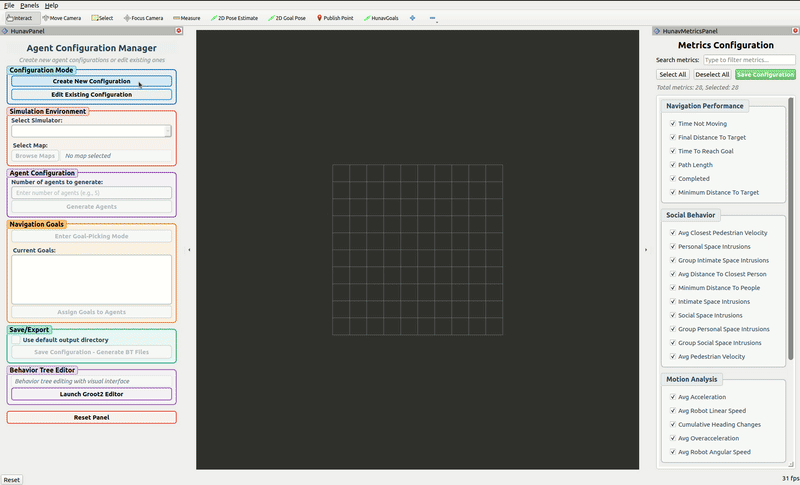 File Panels Help
Interact Move Camera Select Focus Camera Measure 2D Pose Estimate 2D Goal Pose Publish Point HunavGoals
HunavPanel
Agent Configuration Manager
Create new agent configurations or edit existing ones
Configuration Mode
Create New Configuration
Edit Existing Configuration
Simulation Environment
Select Simulator:
Select Map:
Browse Maps No map selected
Agent Configuration
Number of agents to generate:
Enter number of agents (e.g., 5)
Generate Agents
Navigation Goals
Enter Goal-Picking Mode
Current Goals:
Assign Goals to Agents
Save/Export
Use default output directory
Save Configuration - Generate BT Files
Behavior Tree Editor
Behavior tree editing with visual interface
Launch Groot2 Editor
Reset Panel
Reset
HunavMetricsPanel
Metrics Configuration
Search metrics: Type to filter metrics...
Select All Deselect All Save Configuration
Total metrics: 28, Selected: 28
Navigation Performance
Time Not Moving
Final Distance To Target
Time To Reach Goal
Path Length
Completed
Minimum Distance To Target
Social Behavior
Avg Closest Pedestrian Velocity
Personal Space Intrusions
Group Intimate Space Intrusions
Avg Distance To Closest Person
Minimum Distance To People
Intimate Space Intrusions
Social Space Intrusions
Group Personal Space Intrusions
Group Social Space Intrusions
Avg Pedestrian Velocity
Motion Analysis
Avg Acceleration
Avg Robot Linear Speed
Cumulative Heading Changes
Avg Overacceleration
Avg Robot Angular Speed
31 fps